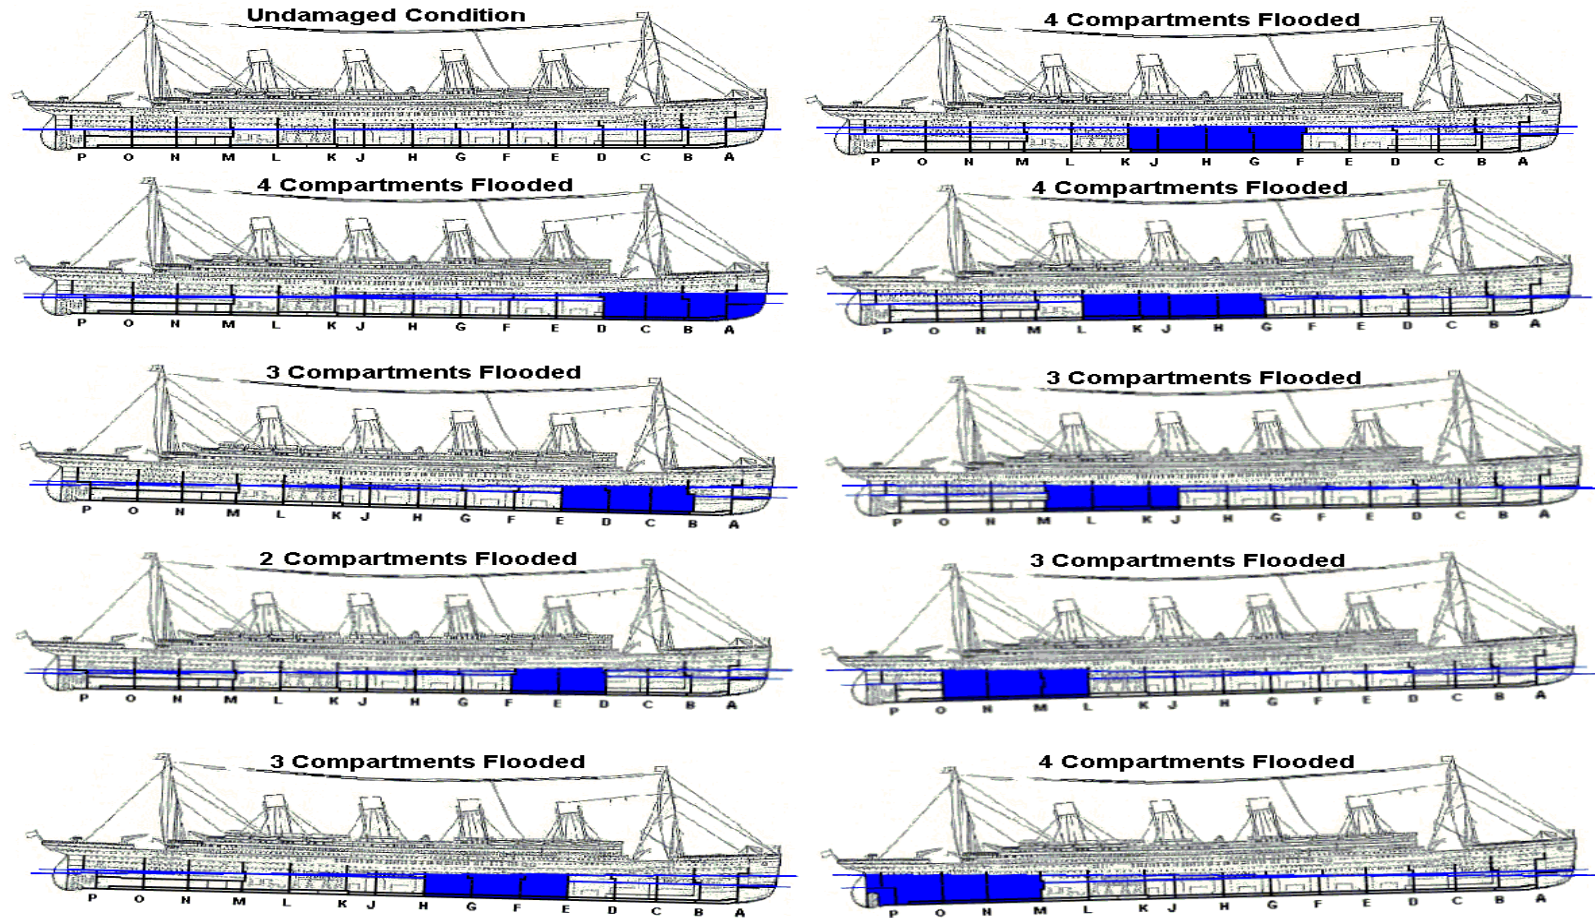 Undamaged Condition
P O N M L K J H G F E D C B A
4 Compartments Flooded
P O N M L K J H G F E D C B A
4 Compartments Flooded
P O N M L K J H G F E D C B A
4 Compartments Flooded
P O N M L K J H G F E D C B A
3 Compartments Flooded
P O N M L K J H G F E D C B A
3 Compartments Flooded
P O N M L K J H G F E D C B A
2 Compartments Flooded
P O N M L K J H G F E D C B A
3 Compartments Flooded
P O N M L K J H G F E D C B A
3 Compartments Flooded
P O N M L K J H G F E D C B A
4 Compartments Flooded
P O N M L K J H G F E D C B A